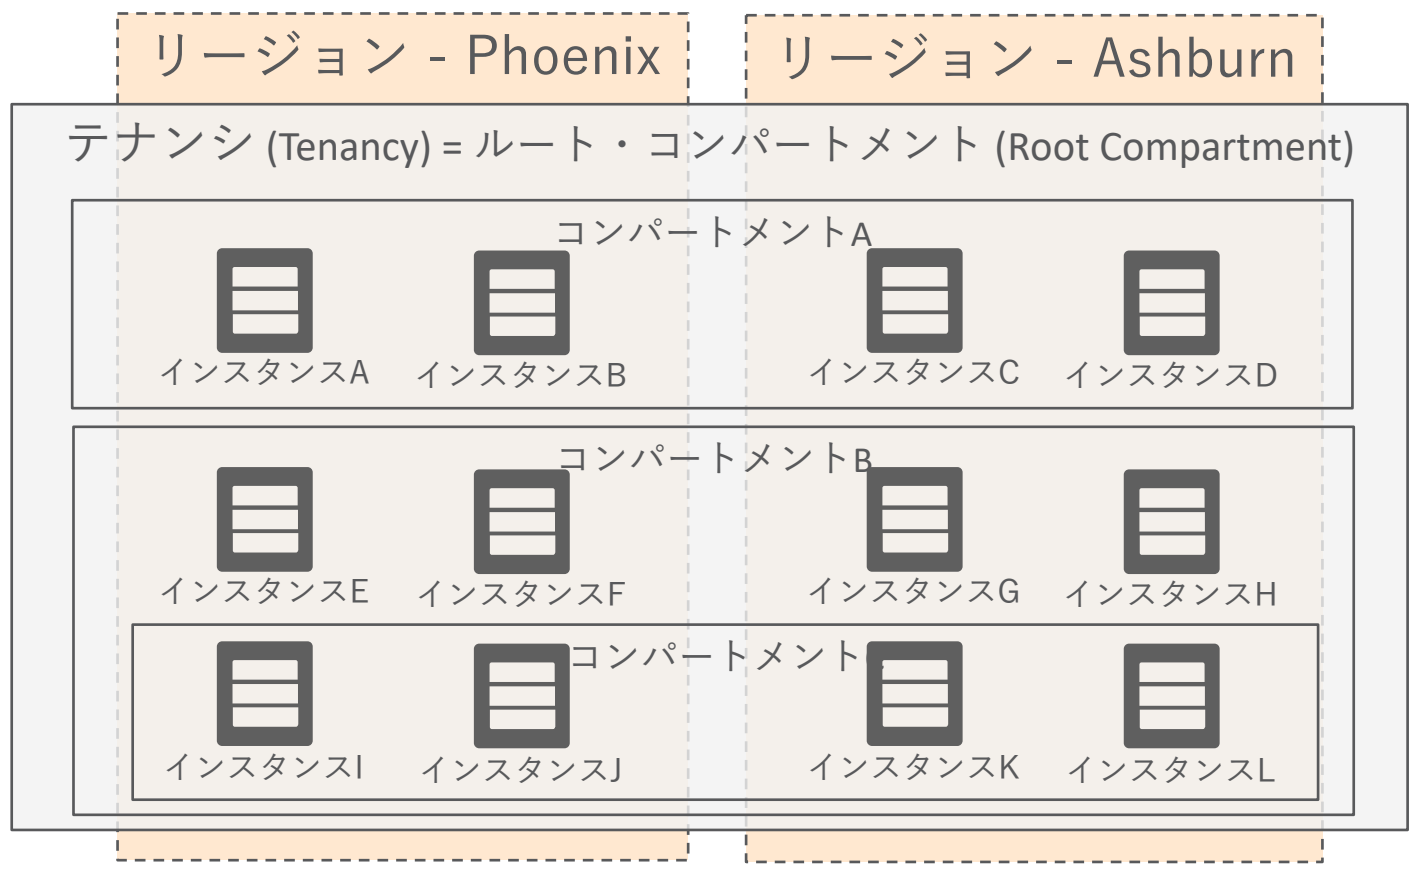 リージョン - Phoenix
リージョン - Ashburn
テナンシ (Tenancy) = ルート・コンパートメント (Root Compartment)
コンパートメントA
インスタンスA
インスタンスB
インスタンスC
インスタンスD
コンパートメントB
インスタンスE
インスタンスF
インスタンスG
インスタンスH
コンパートメント
インスタンスI
インスタンスJ
インスタンスK
インスタンスL